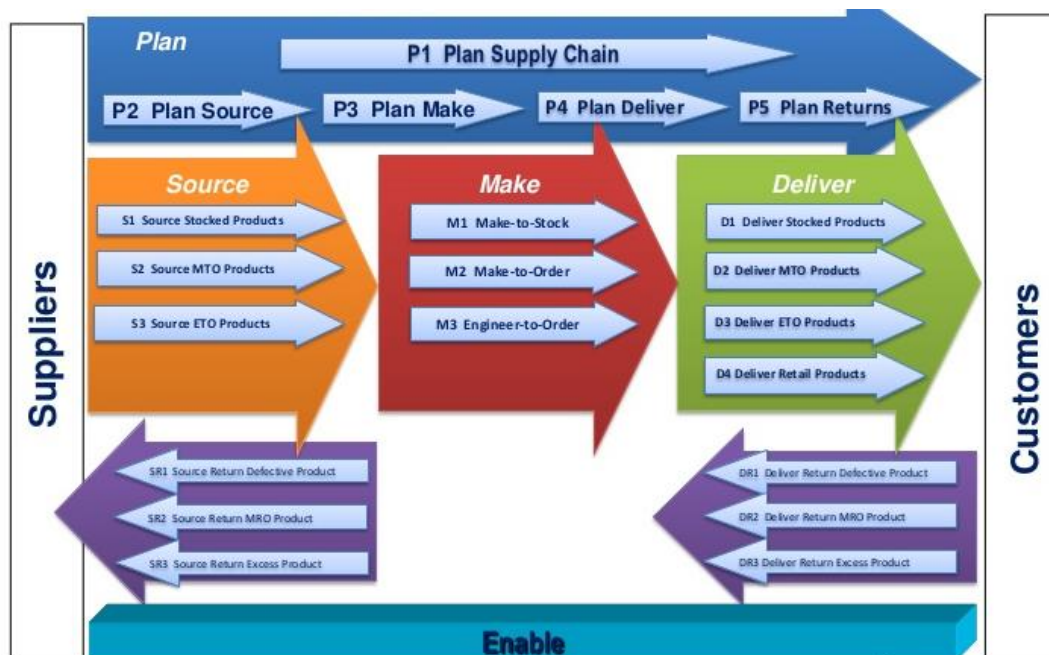 Plan
P1 Plan Supply Chain
P2 Plan Source
P3 Plan Make
P4 Plan Deliver
P5 Plan Returns
Suppliers
Source
S1 Source Stocked Products
S2 Source MTO Products
S3 Source ETO Products
Make
M1 Make-to-Stock
M2 Make-to-Order
M3 Engineer-to-Order
Deliver
D1 Deliver Stocked Products
D2 Deliver MTO Products
D3 Deliver ETO Products
D4 Deliver Retail Products
Customers
SR1 Source Return Defective Product
SR2 Source Return MRO Product
SR3 Source Return Excess Product
DR1 Deliver Return Defective Product
DR2 Deliver Return MRO Product
DR3 Deliver Return Excess Product
Enable